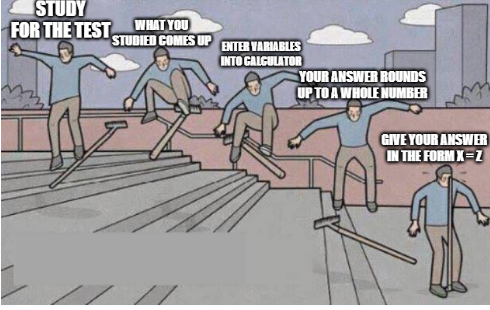 STUDY
FOR THE TEST
WHAT YOU
STUDIED COMES UP
ENTER VARIABLES
INTO CALCULATOR
YOUR ANSWER ROUNDS
UP TO A WHOLE NUMBER
GIVE YOUR ANSWER
IN THE FORM X = Z